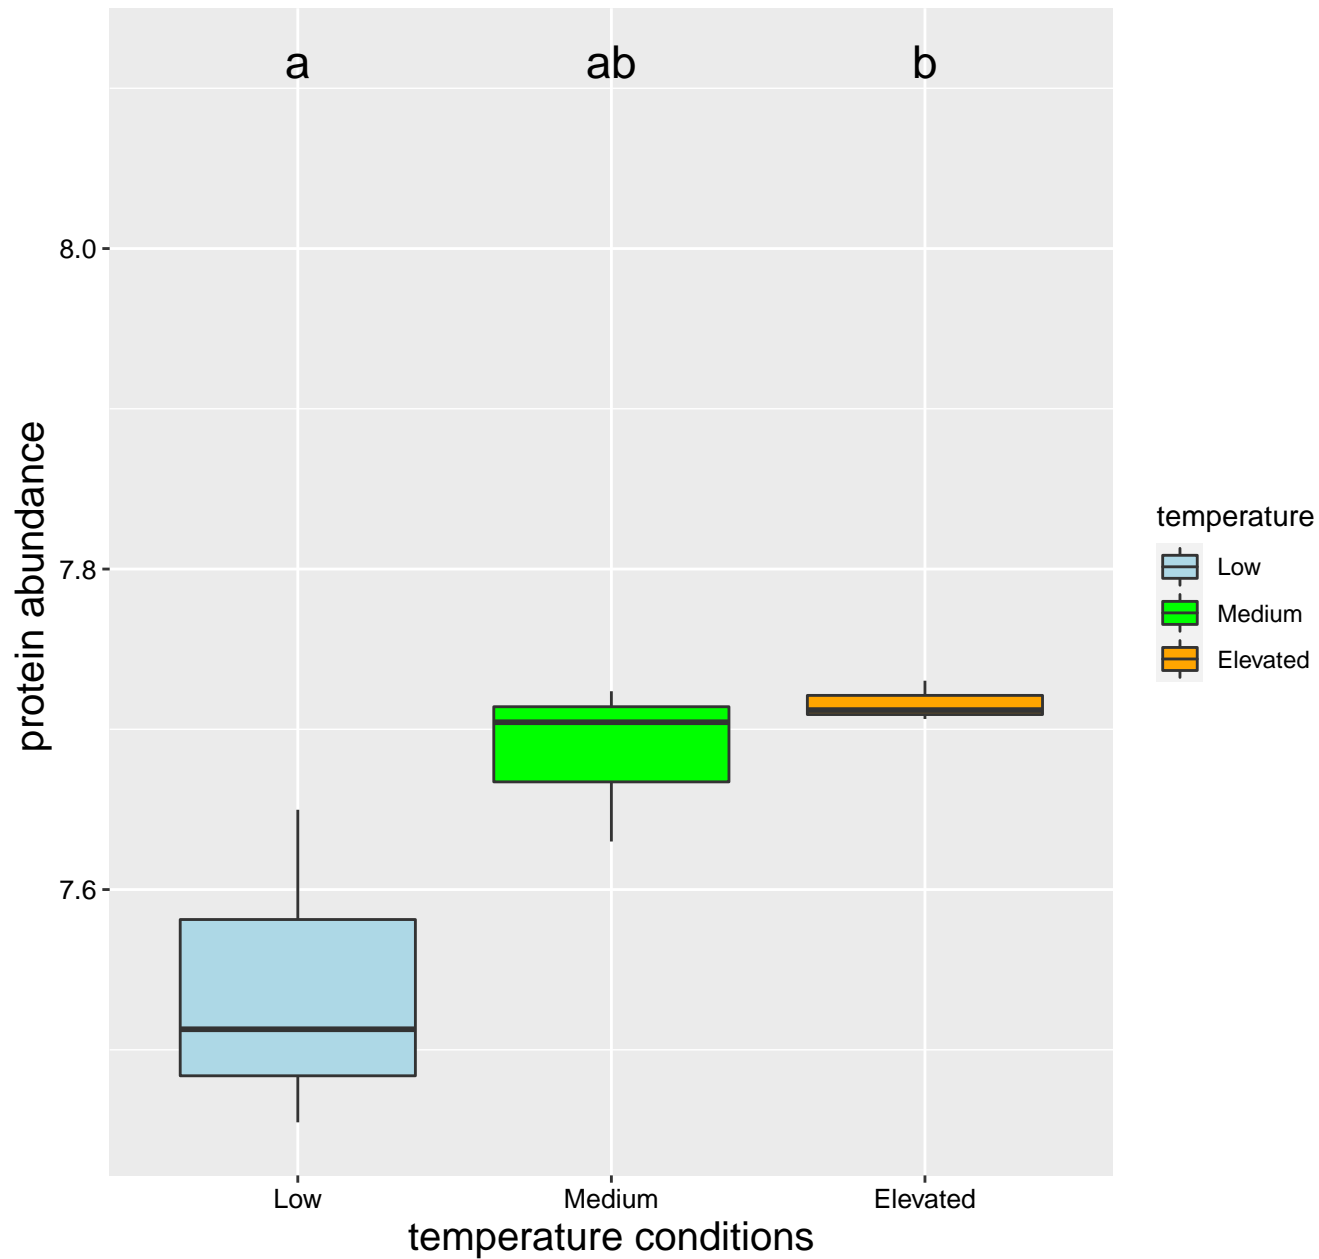 a ab b
protein abundance
8.0
7.8
7.6
Low Medium Elevated
temperature conditions
temperature
Low
Medium
Elevated